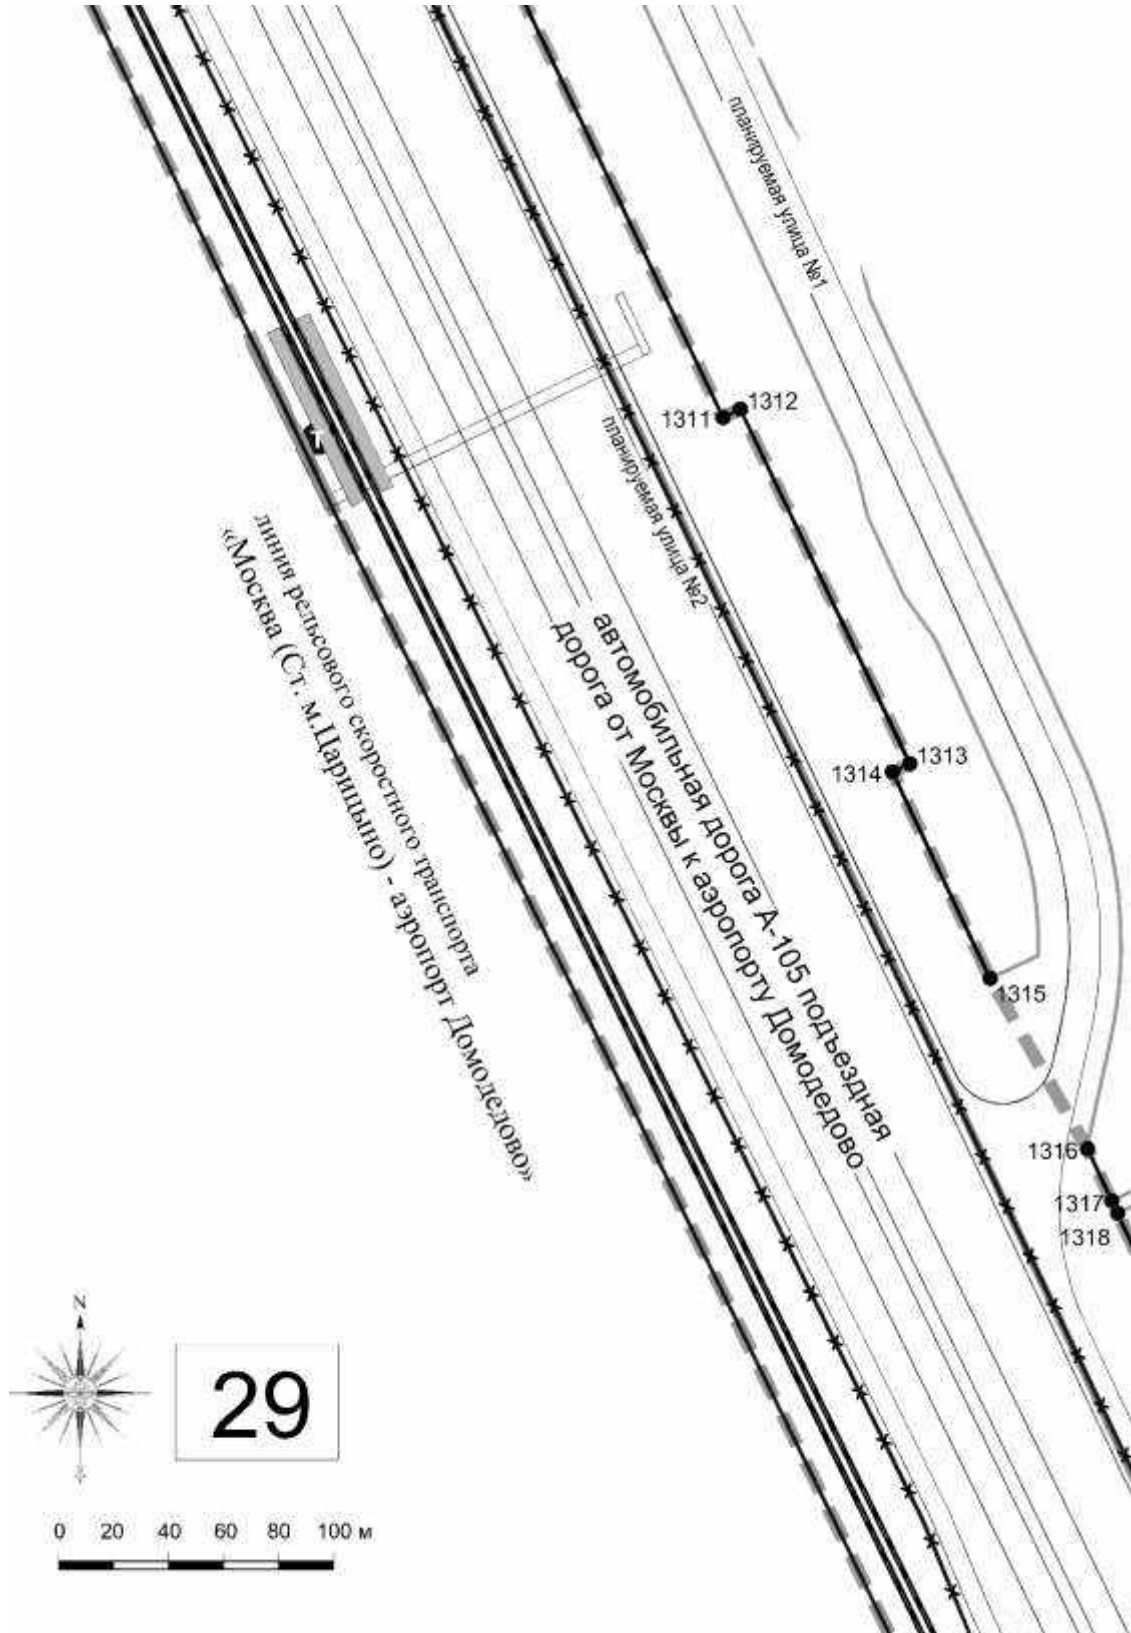 планируемая улица №1
1312
1311
планируемая улица №2
линия рельсового скоростного транспорта
«Москва (Ст. м.Царицыно) - аэропорт Домодедово»
автомобильная дорога А-105 подъездная
дорога от Москвы к аэропорту Домодедово
1313
1314
1315
1316
1317
1318
N
29
0 20 40 60 80 100 м